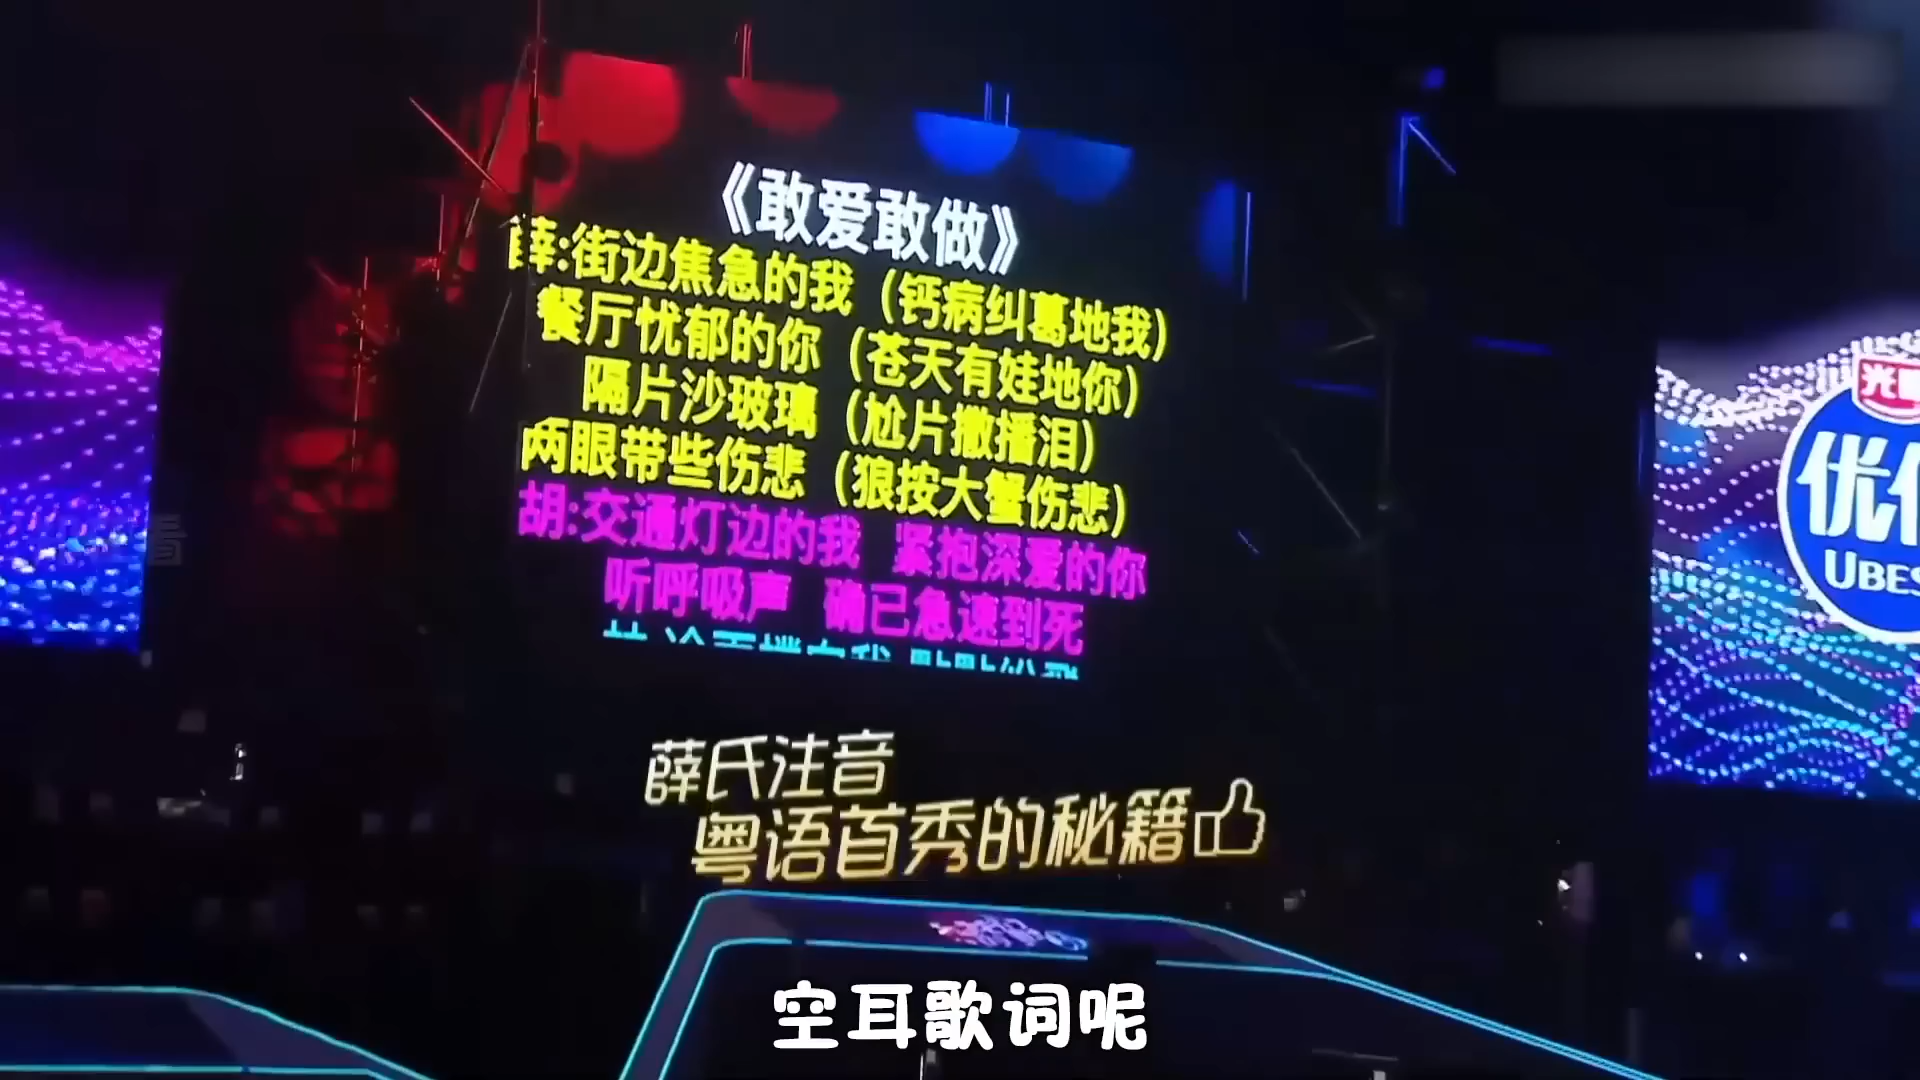 《敢爱敢做》
薛:街边焦急的我（钙病纠葛地我）
餐厅忧郁的你（苍天有娃地你）
隔片沙玻璃（尬片撒播泪）
两眼带些伤悲（狼按大蟹伤悲）
胡:交通灯边的我 紧抱深爱的你
听呼吸声 确已急速到死
薛氏注音
粤语首秀的秘籍
空耳歌词呢
光明
优
UBES